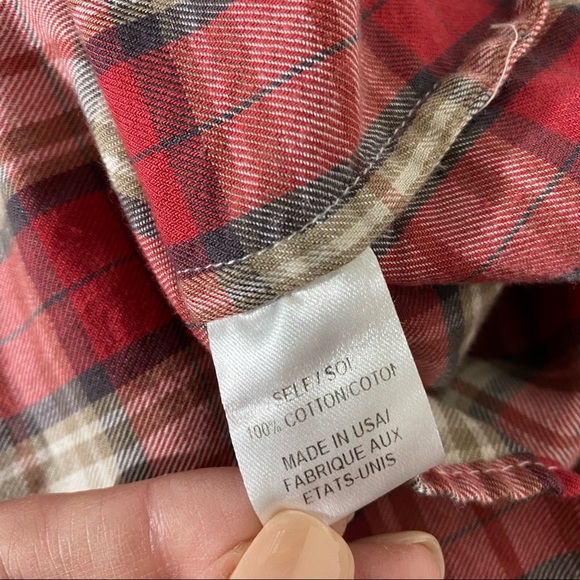 SELF/SOI
100% COTTON/COTON
MADE IN USA/
FABRIQUE AUX
ETATS-UNIS